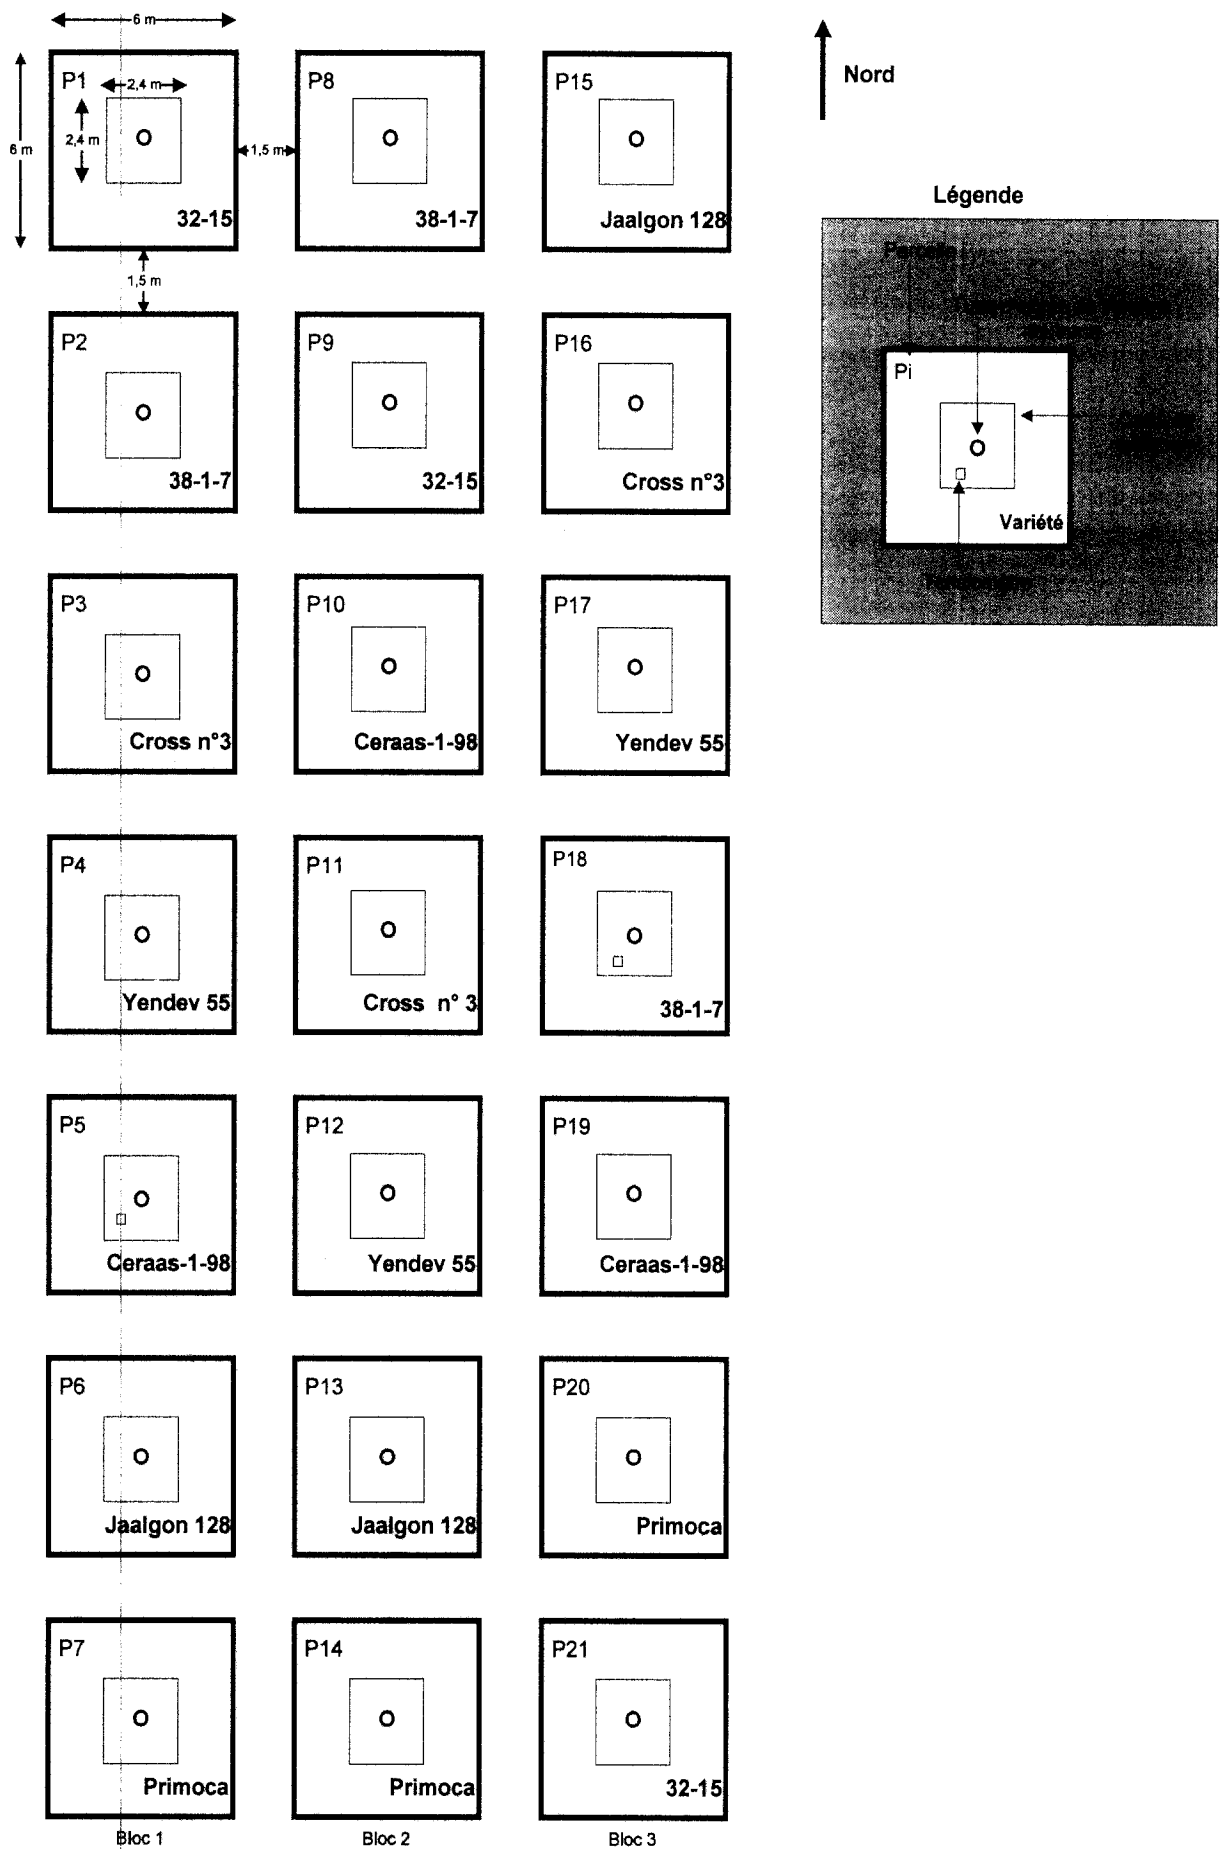 6 m
P1
2,4 m
2,4 m
6 m
1,5 m
32-15
1,5 m
P8
38-1-7
P15
Jaalgon 128
Nord
Légende
Parcelle
Pi
Variété
P2
38-1-7
P9
32-15
P16
Cross n°3
P3
Cross n°3
P10
Ceraas-1-98
P17
Yendev 55
P4
Yendev 55
P11
Cross n° 3
P18
38-1-7
P5
Ceraas-1-98
P12
Yendev 55
P19
Ceraas-1-98
P6
Jaalgon 128
P13
Jaalgon 128
P20
Primoca
P7
Primoca
P14
Primoca
P21
32-15
Bloc 1
Bloc 2
Bloc 3